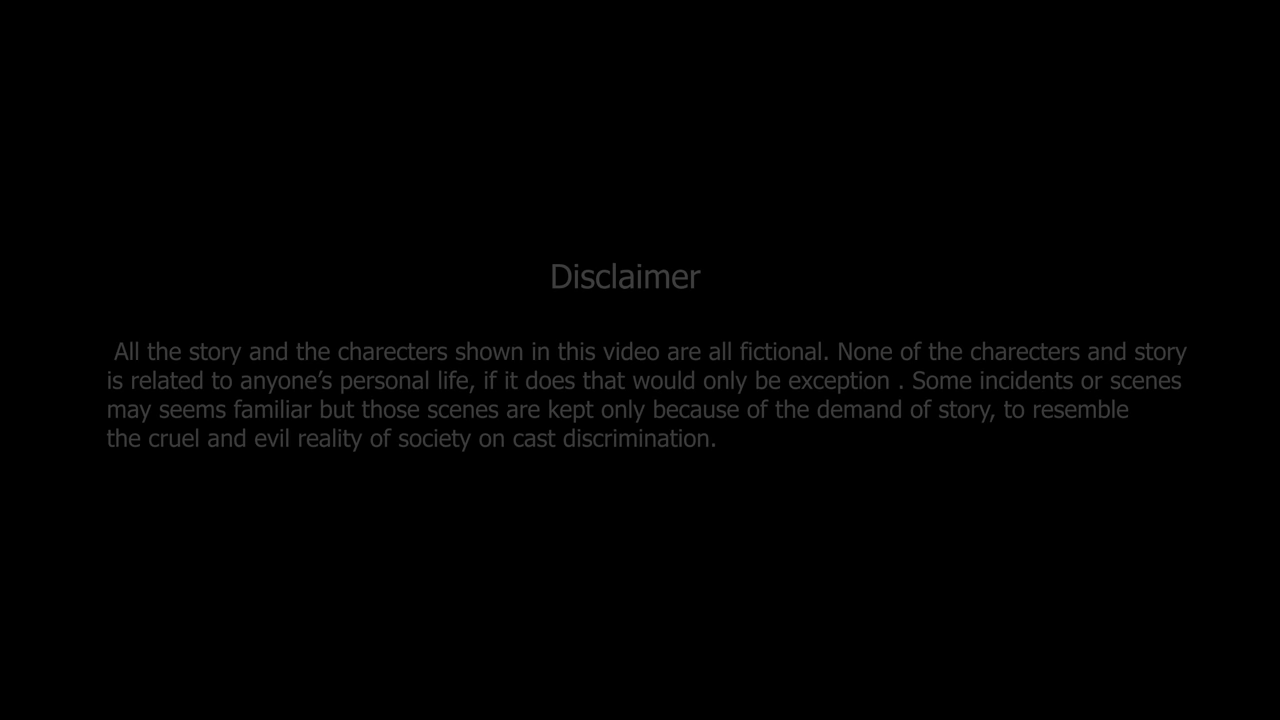 Disclaimer
All the story and the charecters shown in this video are all fictional. None of the charecters and story
is related to anyone’s personal life, if it does that would only be exception . Some incidents or scenes
may seems familiar but those scenes are kept only because of the demand of story, to resemble
the cruel and evil reality of society on cast discrimination.